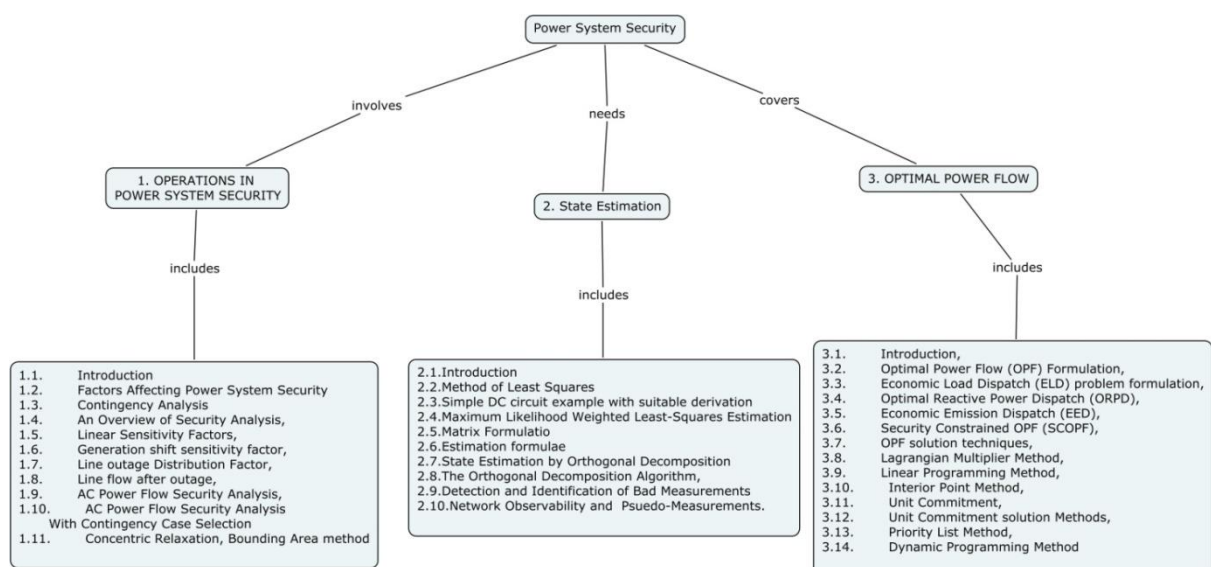 Power System Security
involves
needs
covers
1. OPERATIONS IN
POWER SYSTEM SECURITY
2. State Estimation
3. OPTIMAL POWER FLOW
includes
includes
includes
1.1. Introduction
1.2. Factors Affecting Power System Security
1.3. Contingency Analysis
1.4. An Overview of Security Analysis,
1.5. Linear Sensitivity Factors,
1.6. Generation shift sensitivity factor,
1.7. Line outage Distribution Factor,
1.8. Line flow after outage,
1.9. AC Power Flow Security Analysis,
1.10. AC Power Flow Security Analysis
With Contingency Case Selection
1.11. Concentric Relaxation, Bounding Area method
2.1.Introduction
2.2.Method of Least Squares
2.3.Simple DC circuit example with suitable derivation
2.4.Maximum Likelihood Weighted Least-Squares Estimation
2.5.Matrix Formulatio
2.6.Estimation formulae
2.7.State Estimation by Orthogonal Decomposition
2.8.The Orthogonal Decomposition Algorithm,
2.9.Detection and Identification of Bad Measurements
2.10.Network Observability and Psuedo-Measurements.
3.1. Introduction,
3.2. Optimal Power Flow (OPF) Formulation,
3.3. Economic Load Dispatch (ELD) problem formulation,
3.4. Optimal Reactive Power Dispatch (ORPD),
3.5. Economic Emission Dispatch (EED),
3.6. Security Constrained OPF (SCOPF),
3.7. OPF solution techniques,
3.8. Lagrangian Multiplier Method,
3.9. Linear Programming Method,
3.10. Interior Point Method,
3.11. Unit Commitment,
3.12. Unit Commitment solution Methods,
3.13. Priority List Method,
3.14. Dynamic Programming Method